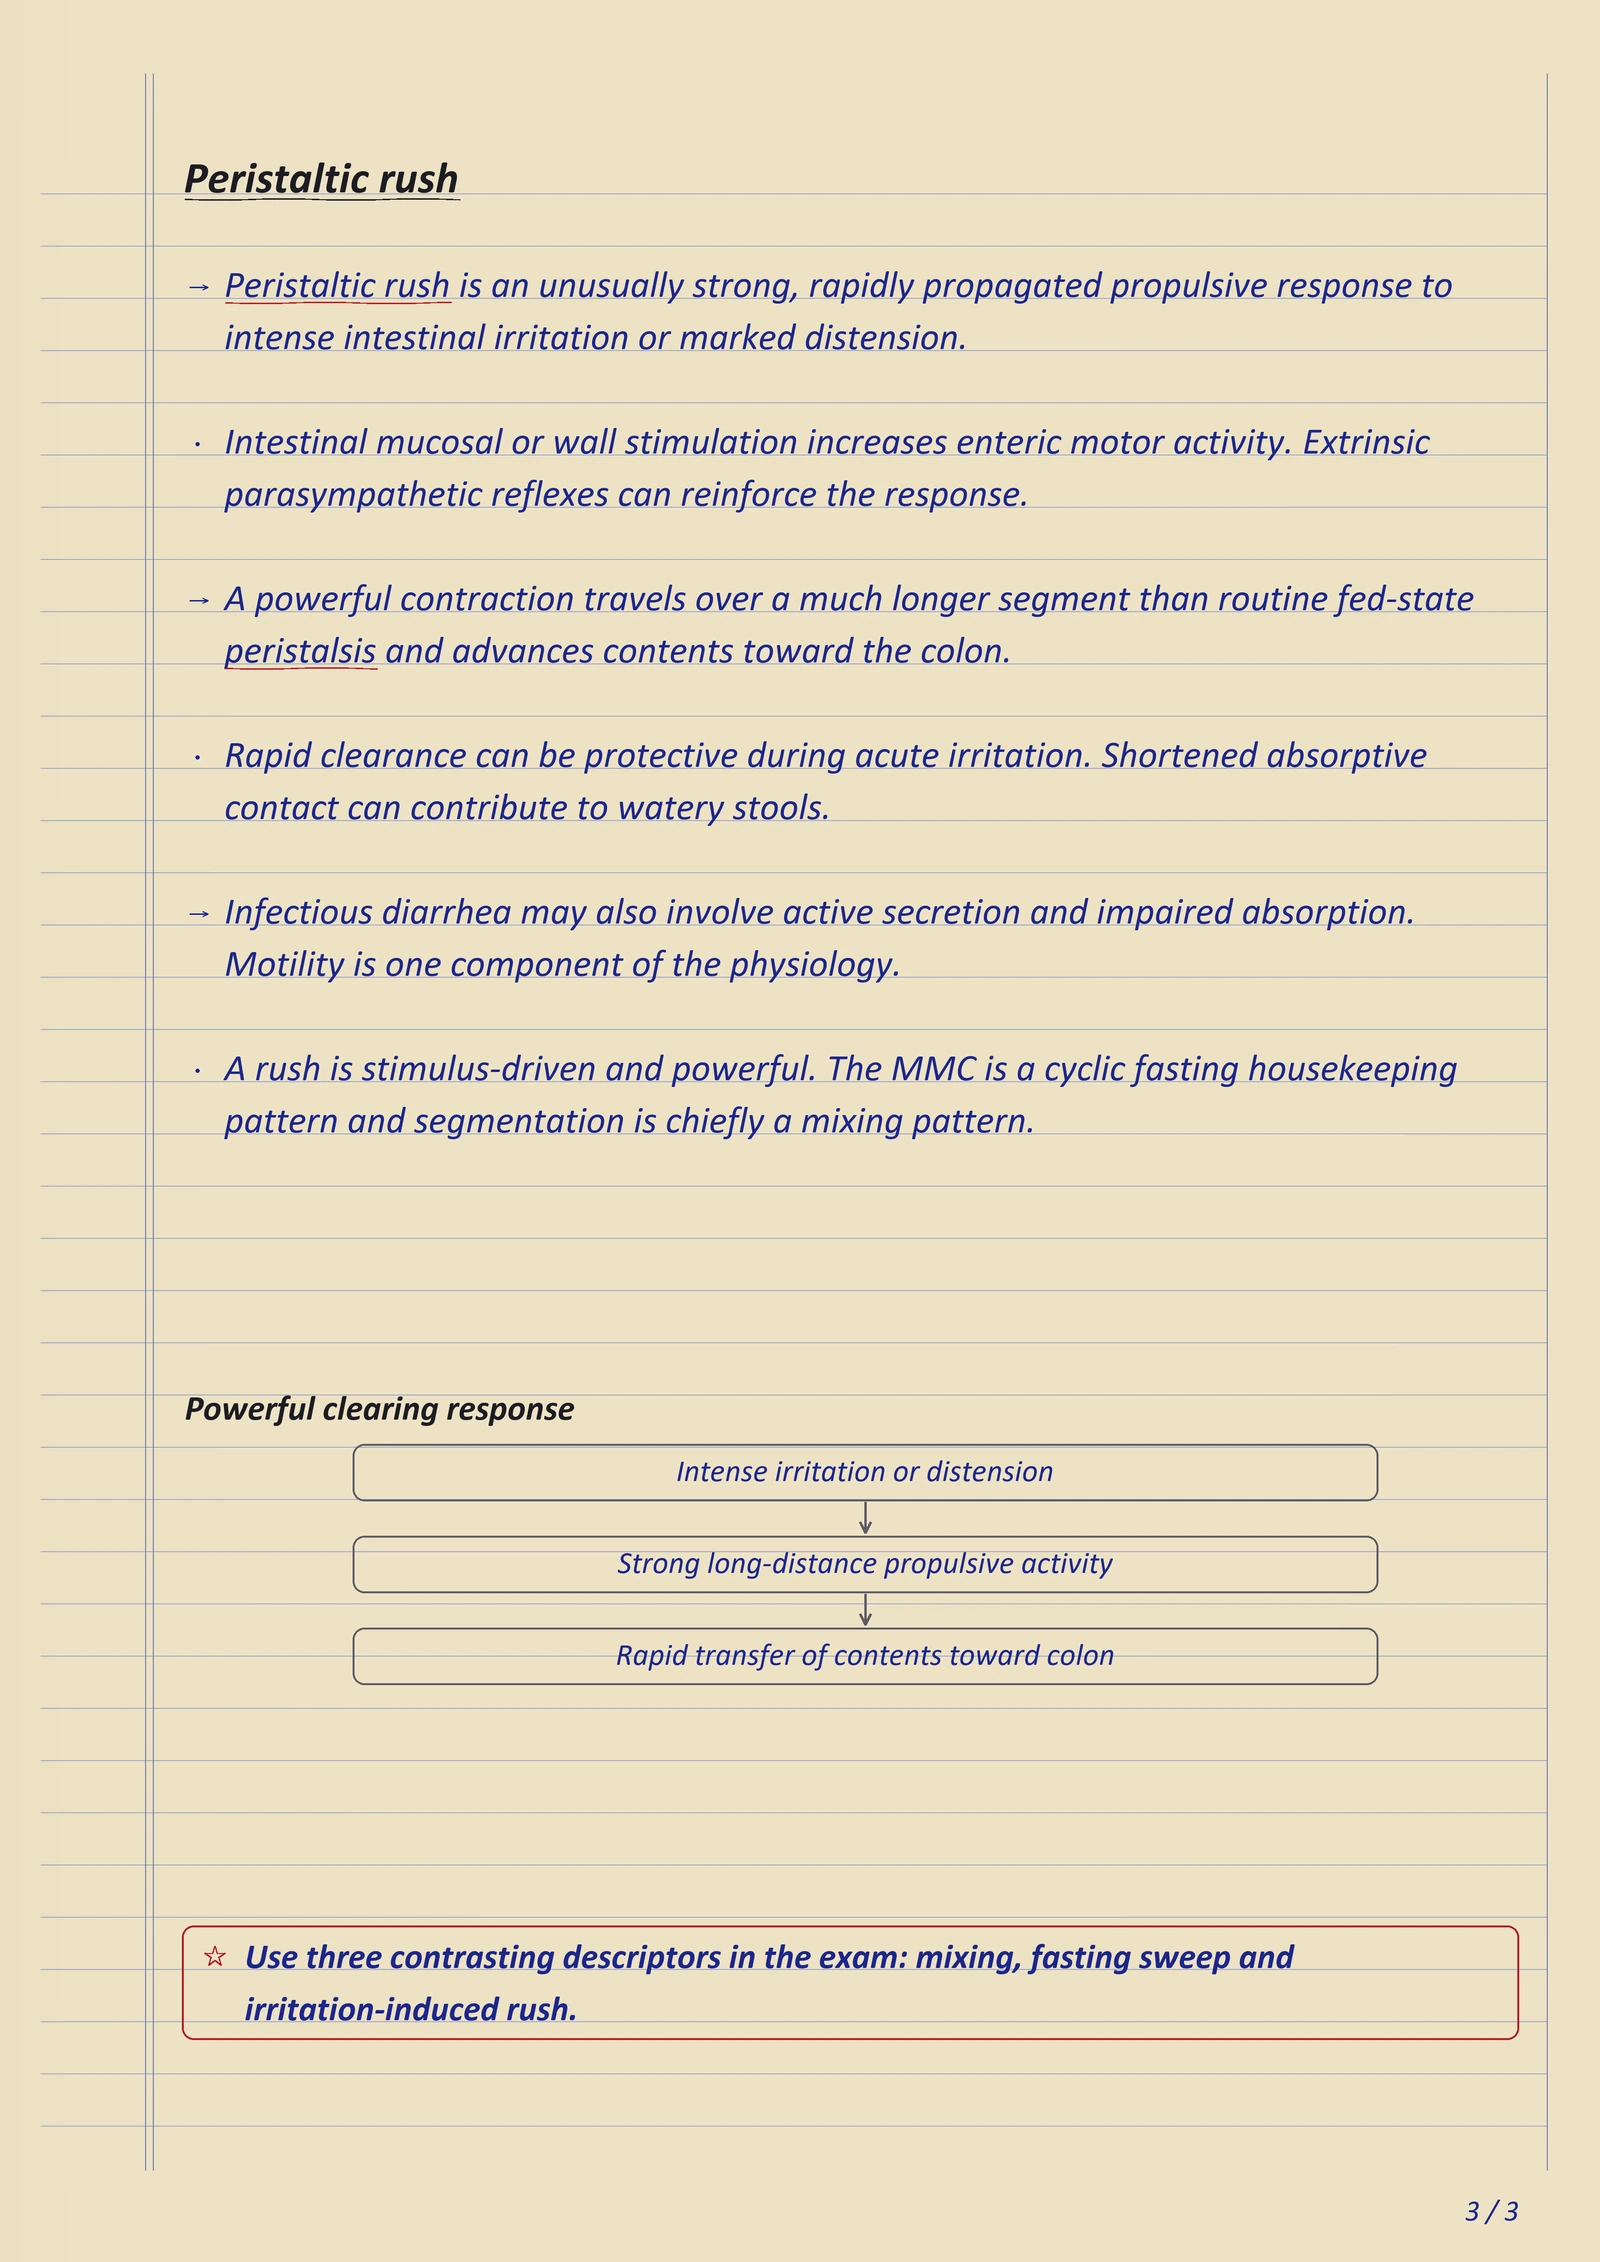 Peristaltic rush
→ Peristaltic rush is an unusually strong, rapidly propagated propulsive response to
intense intestinal irritation or marked distension.
· Intestinal mucosal or wall stimulation increases enteric motor activity. Extrinsic
parasympathetic reflexes can reinforce the response.
→ A powerful contraction travels over a much longer segment than routine fed-state
peristalsis and advances contents toward the colon.
· Rapid clearance can be protective during acute irritation. Shortened absorptive
contact can contribute to watery stools.
→ Infectious diarrhea may also involve active secretion and impaired absorption.
Motility is one component of the physiology.
· A rush is stimulus-driven and powerful. The MMC is a cyclic fasting housekeeping
pattern and segmentation is chiefly a mixing pattern.
Powerful clearing response
Intense irritation or distension
Strong long-distance propulsive activity
Rapid transfer of contents toward colon
☆ Use three contrasting descriptors in the exam: mixing, fasting sweep and
irritation-induced rush.
3 / 3